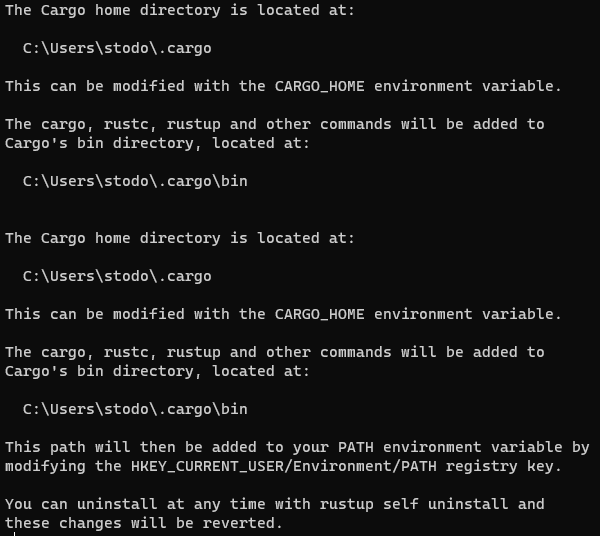 The Cargo home directory is located at:
C:\Users\stodo\.cargo
This can be modified with the CARGO_HOME environment variable.
The cargo, rustc, rustup and other commands will be added to
Cargo's bin directory, located at:
C:\Users\stodo\.cargo\bin
The Cargo home directory is located at:
C:\Users\stodo\.cargo
This can be modified with the CARGO_HOME environment variable.
The cargo, rustc, rustup and other commands will be added to
Cargo's bin directory, located at:
C:\Users\stodo\.cargo\bin
This path will then be added to your PATH environment variable by
modifying the HKEY_CURRENT_USER/Environment/PATH registry key.
You can uninstall at any time with rustup self uninstall and
these changes will be reverted.